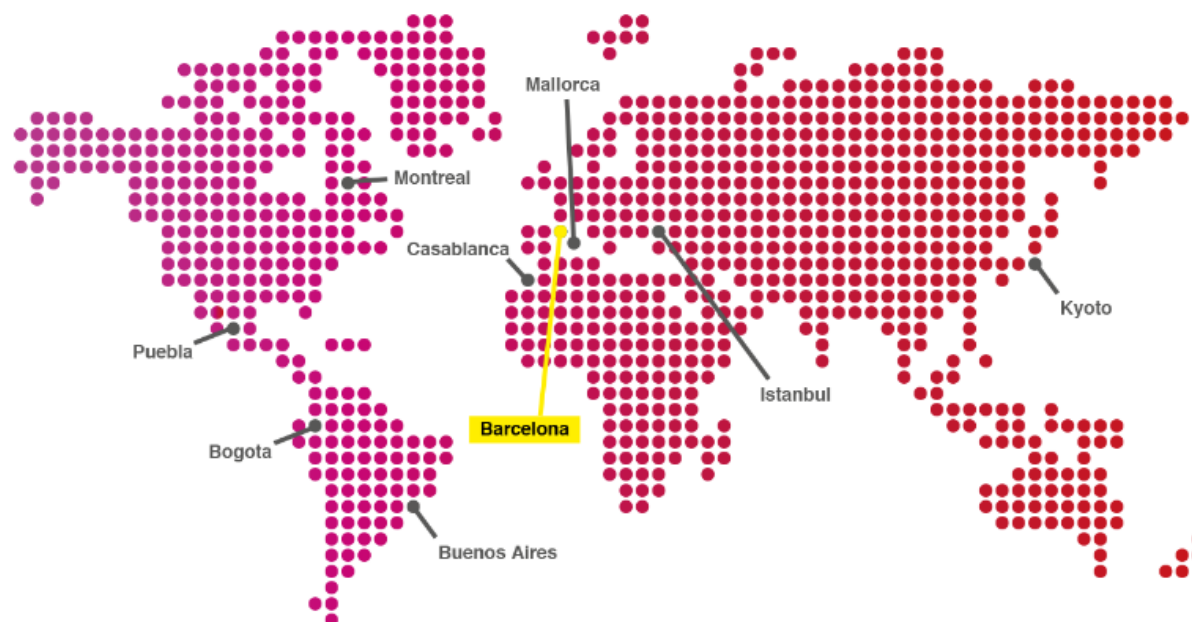 Mallorca
Montreal
Casablanca
Kyoto
Puebla
Istanbul
Barcelona
Bogota
Buenos Aires